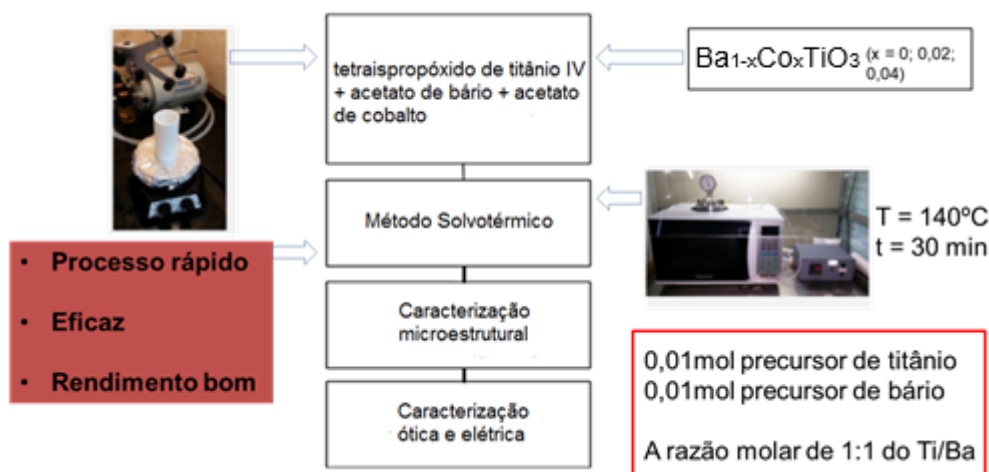 tetraispropóxido de titânio IV
+ acetato de bário + acetato
de cobalto
Ba1-xCoxTiO3 (x = 0; 0,02;
0,04)
Método Solvotérmico
T = 140ºC
t = 30 min
• Processo rápido
• Eficaz
• Rendimento bom
Caracterização
microestrutural
Caracterização
ótica e elétrica
0,01mol precursor de titânio
0,01mol precursor de bário
A razão molar de 1:1 do Ti/Ba